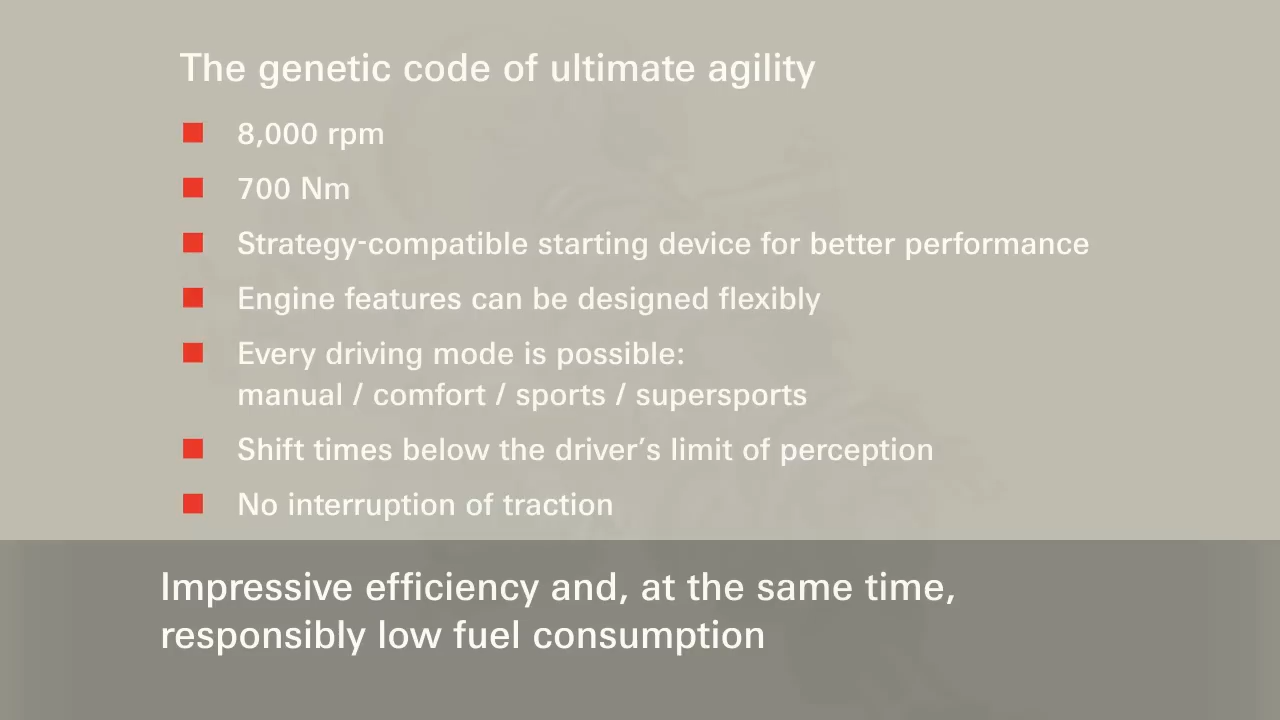 The genetic code of ultimate agility
8,000 rpm
700 Nm
Strategy-compatible starting device for better performance
Engine features can be designed flexibly
Every driving mode is possible:
manual / comfort / sports / supersports
Shift times below the driver’s limit of perception
No interruption of traction
Impressive efficiency and, at the same time,
responsibly low fuel consumption